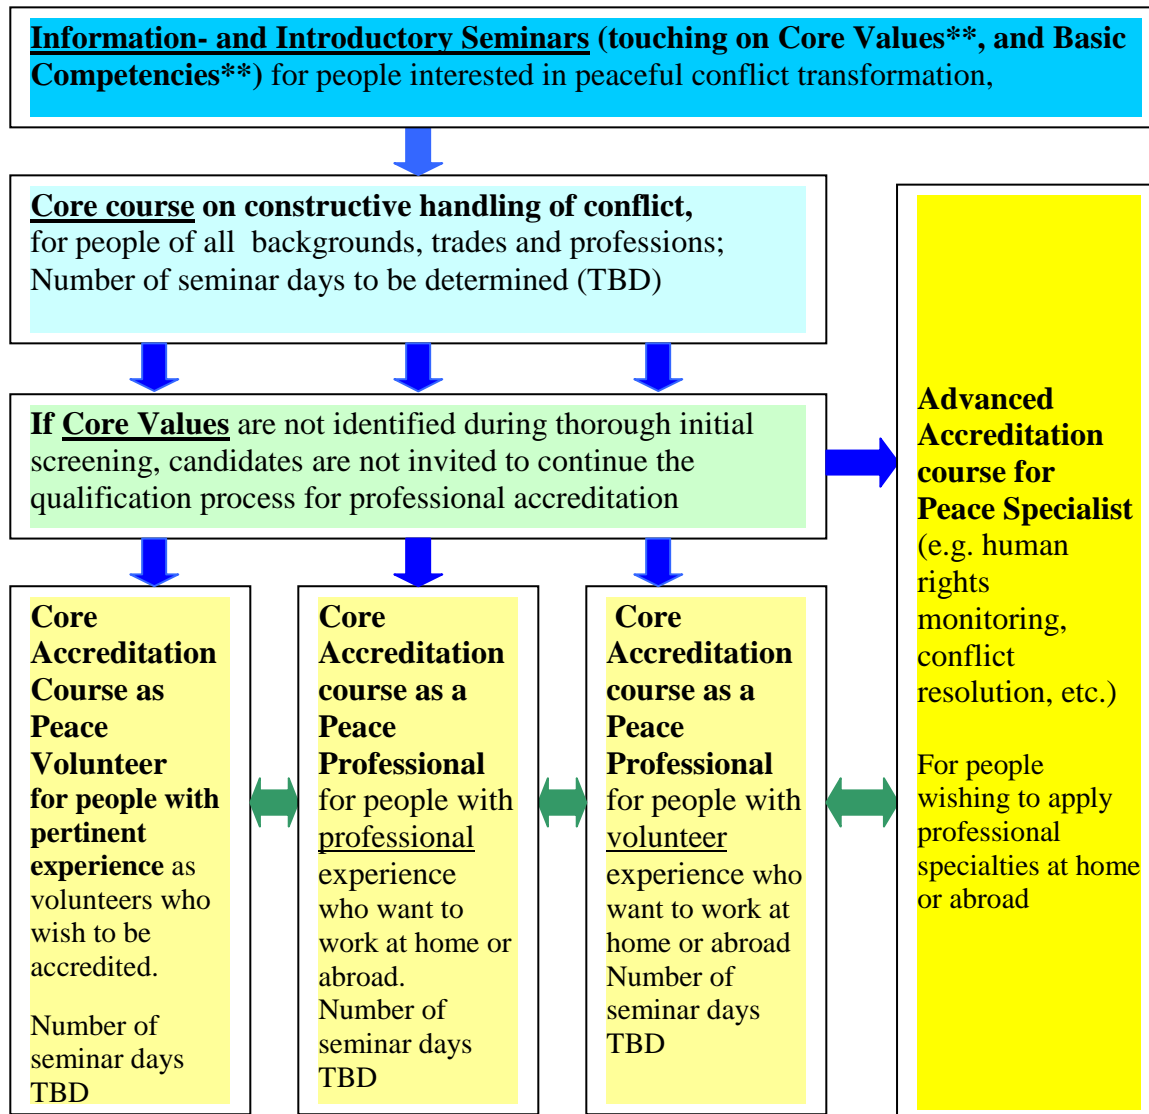 Information- and Introductory Seminars (touching on Core Values**, and Basic
Competencies**) for people interested in peaceful conflict transformation,
Core course on constructive handling of conflict,
for people of all backgrounds, trades and professions;
Number of seminar days to be determined (TBD)
If Core Values are not identified during thorough initial
screening, candidates are not invited to continue the
qualification process for professional accreditation
Core
Accreditation
Course as
Peace
Volunteer
for people with
pertinent
experience as
volunteers who
wish to be
accredited.
Number of
seminar days
TBD
Core
Accreditation
course as a
Peace
Professional
for people with
professional
experience
who want to
work at home or
abroad.
Number of
seminar days
TBD
Core
Accreditation
course as a
Peace
Professional
for people with
volunteer
experience who
want to work at
home or abroad
Number of
seminar days
TBD
Advanced
Accreditation
course for
Peace Specialist
(e.g. human
rights
monitoring,
conflict
resolution, etc.)
For people
wishing to apply
professional
specialties at home
or abroad